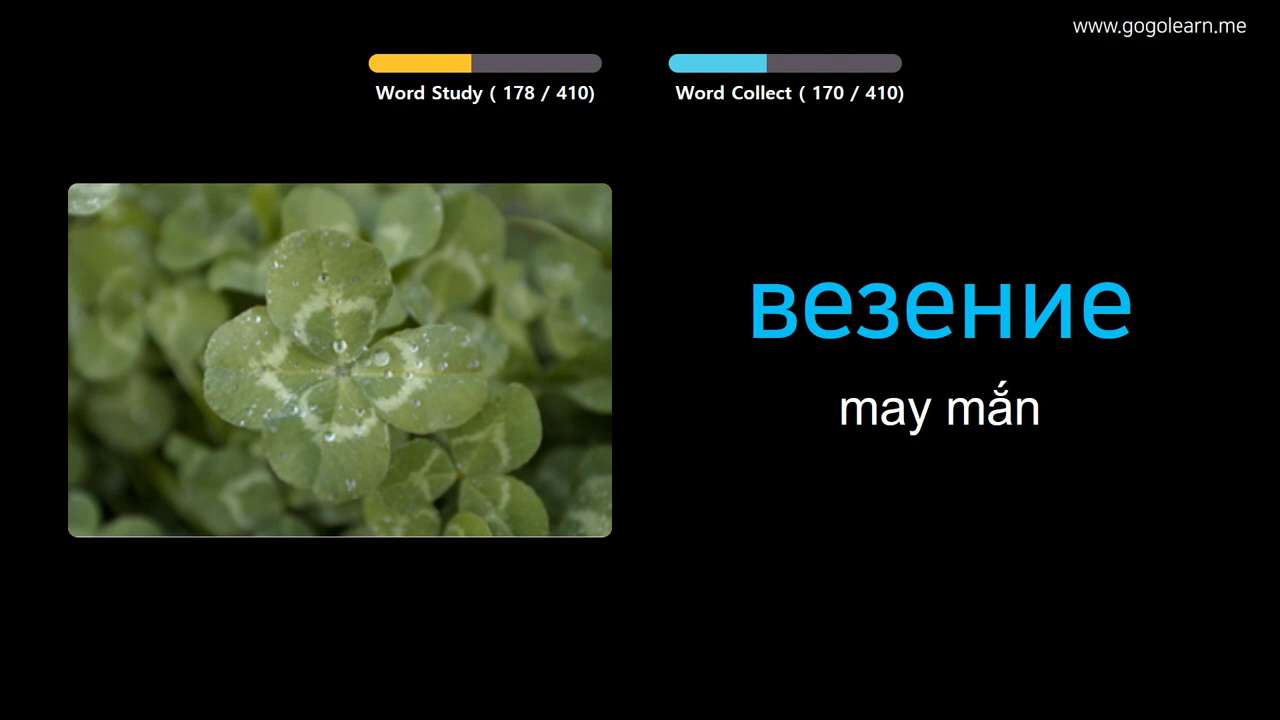 www.gogolearn.me
Word Study ( 178 / 410)
Word Collect ( 170 / 410)
везение
may mắn